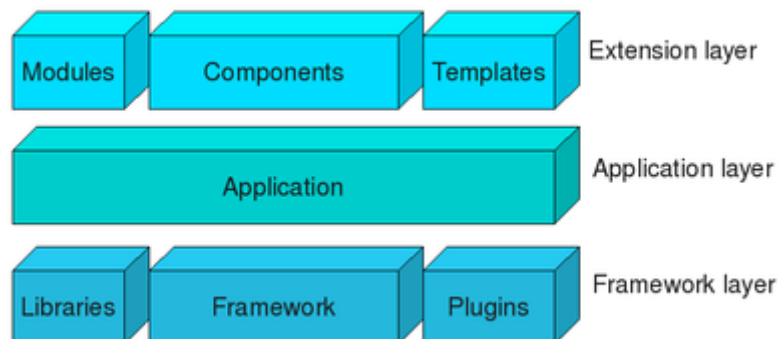 Modules Components Templates Extension layer
Application Application layer
Libraries Framework Plugins Framework layer